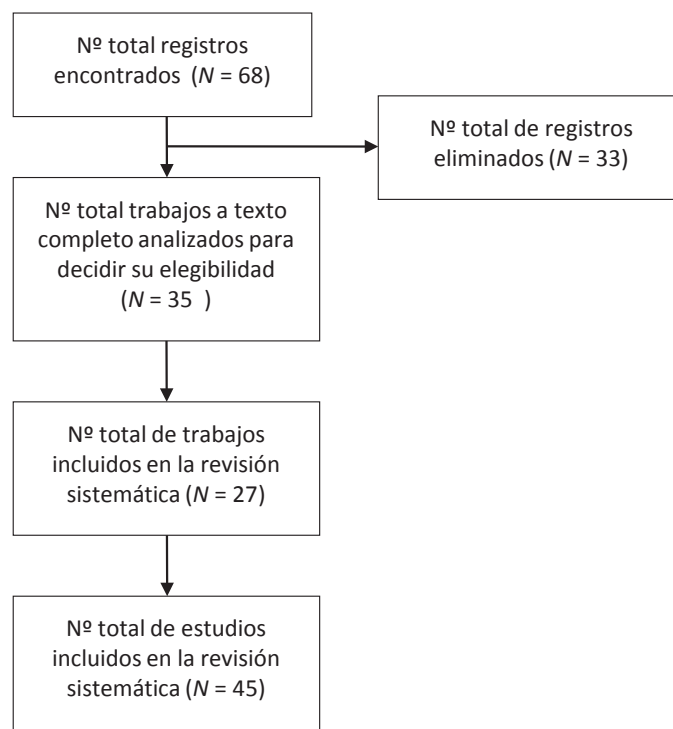 Nº total registros
encontrados (N = 68)
Nº total de registros
eliminados (N = 33)
Nº total trabajos a texto
completo analizados para
decidir su elegibilidad
(N = 35 )
Nº total de trabajos
incluidos en la revisión
sistemática (N = 27)
Nº total de estudios
incluidos en la revisión
sistemática (N = 45)